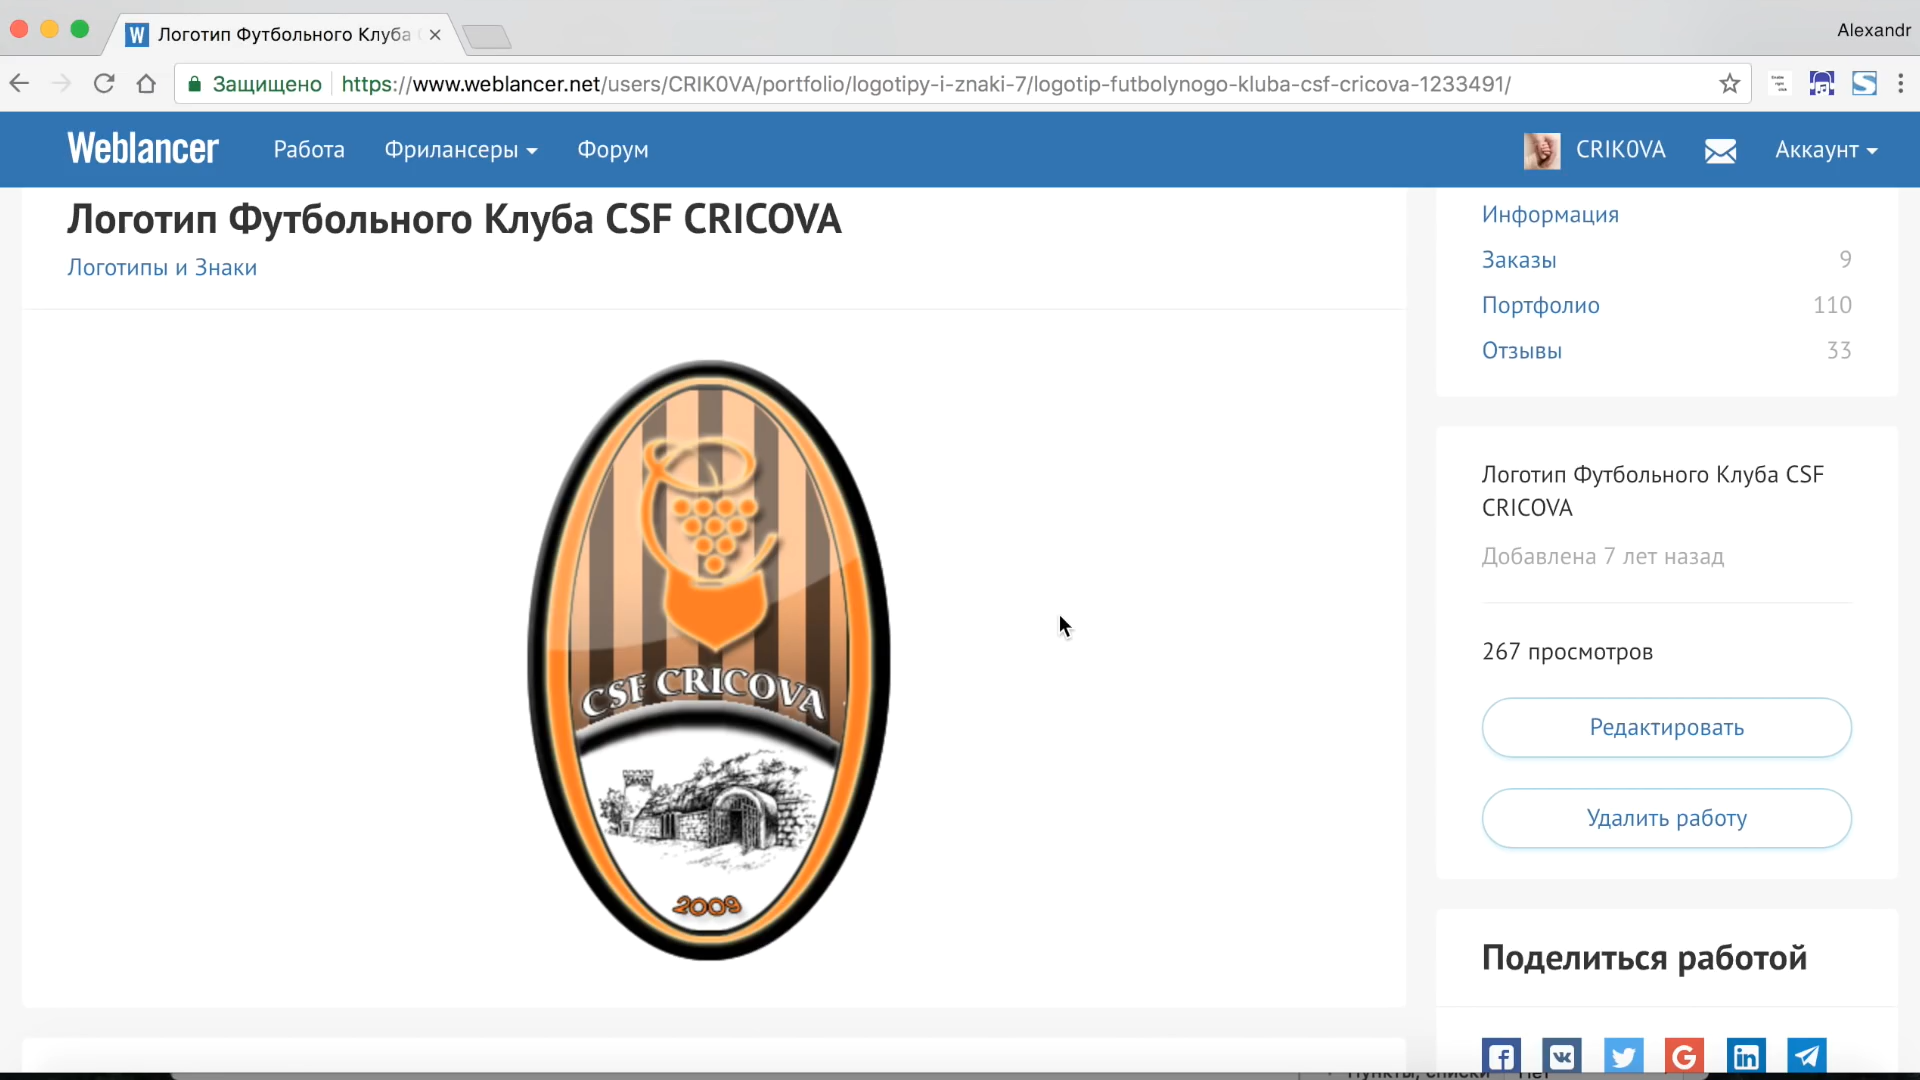 Логотип Футбольного Клуба
Alexandr
Защищено
https://www.weblancer.net/users/CRIK0VA/portfolio/logotipy-i-znaki-7/logotip-futbolynogo-kluba-csf-cricova-1233491/
Weblancer
Работа
Фрилансеры
Форум
CRIK0VA
Аккаунт
Логотип Футбольного Клуба CSF CRICOVA
Логотипы и Знаки
CSF CRICOVA
2009
Информация
Заказы 9
Портфолио 110
Отзывы 33
Логотип Футбольного Клуба CSF
CRICOVA
Добавлена 7 лет назад
267 просмотров
Редактировать
Удалить работу
Поделиться работой